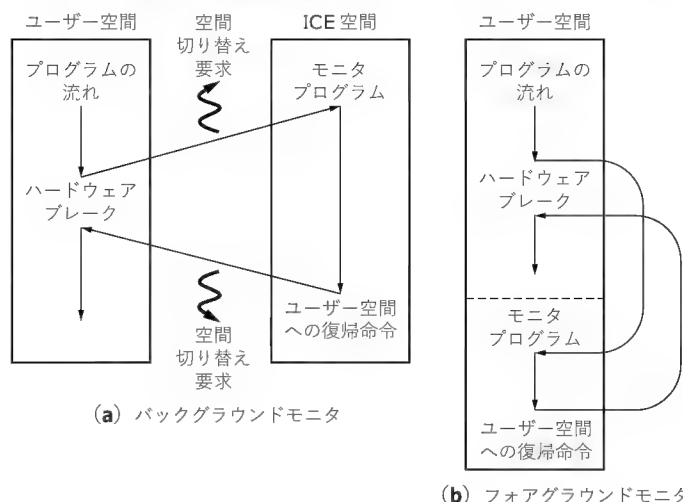 ユーザー空間
プログラムの
流れ
ハードウェア
ブレーク
空間
切り替え
要求
空間
切り替え
要求
ICE空間
モニタ
プログラム
ユーザー空間
への復帰命令
(a) バックグラウンドモニタ
ユーザー空間
プログラムの
流れ
ハードウェア
ブレーク
モニタ
プログラム
ユーザー空間
への復帰命令
(b) フォアグラウンドモニタ